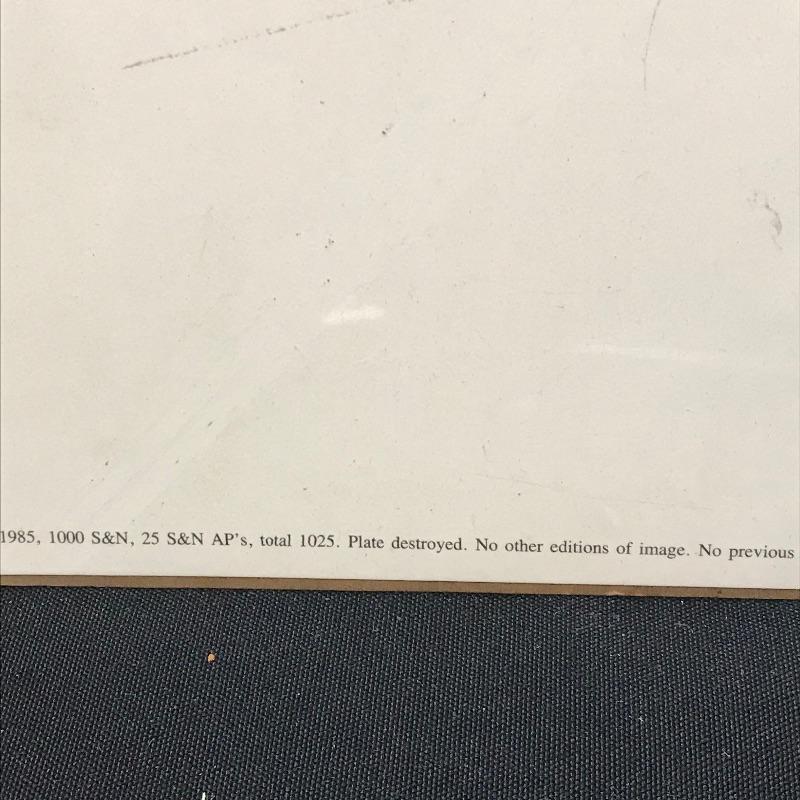 1985, 1000 S&N, 25 S&N AP's, total 1025. Plate destroyed. No other editions of image. No previous